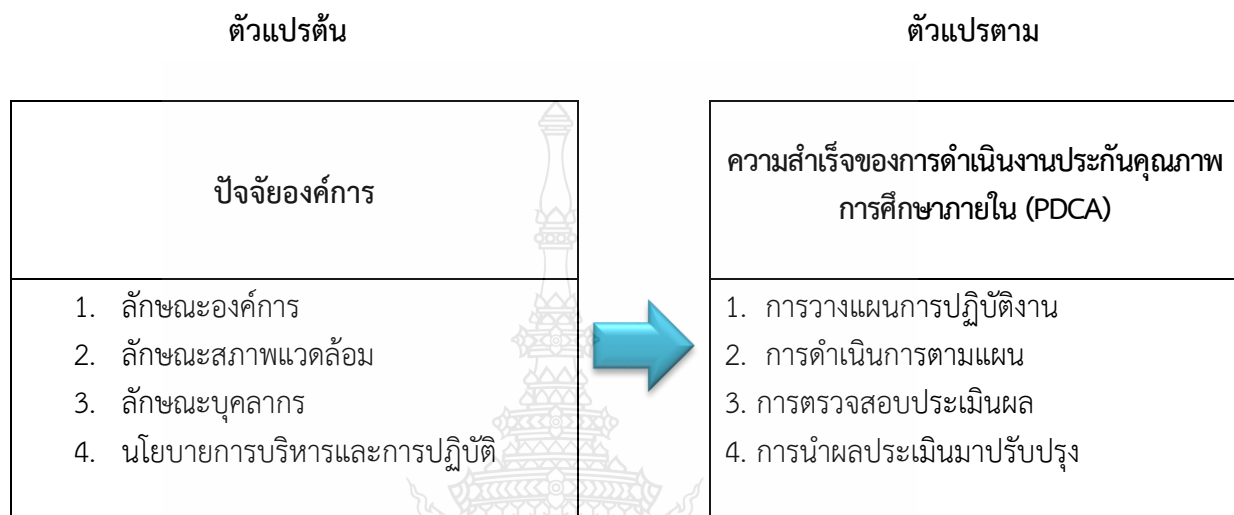 ตัวแปรต้น
ตัวแปรตาม
ปัจจัยองค์การ
1. ลักษณะองค์การ
2. ลักษณะสภาพแวดล้อม
3. ลักษณะบุคลากร
4. นโยบายการบริหารและการปฏิบัติ
ความสำเร็จของการดำเนินงานประกันคุณภาพ
การศึกษาภายใน (PDCA)
1. การวางแผนการปฏิบัติงาน
2. การดำเนินการตามแผน
3. การตรวจสอบประเมินผล
4. การนำผลประเมินมาปรับปรุง